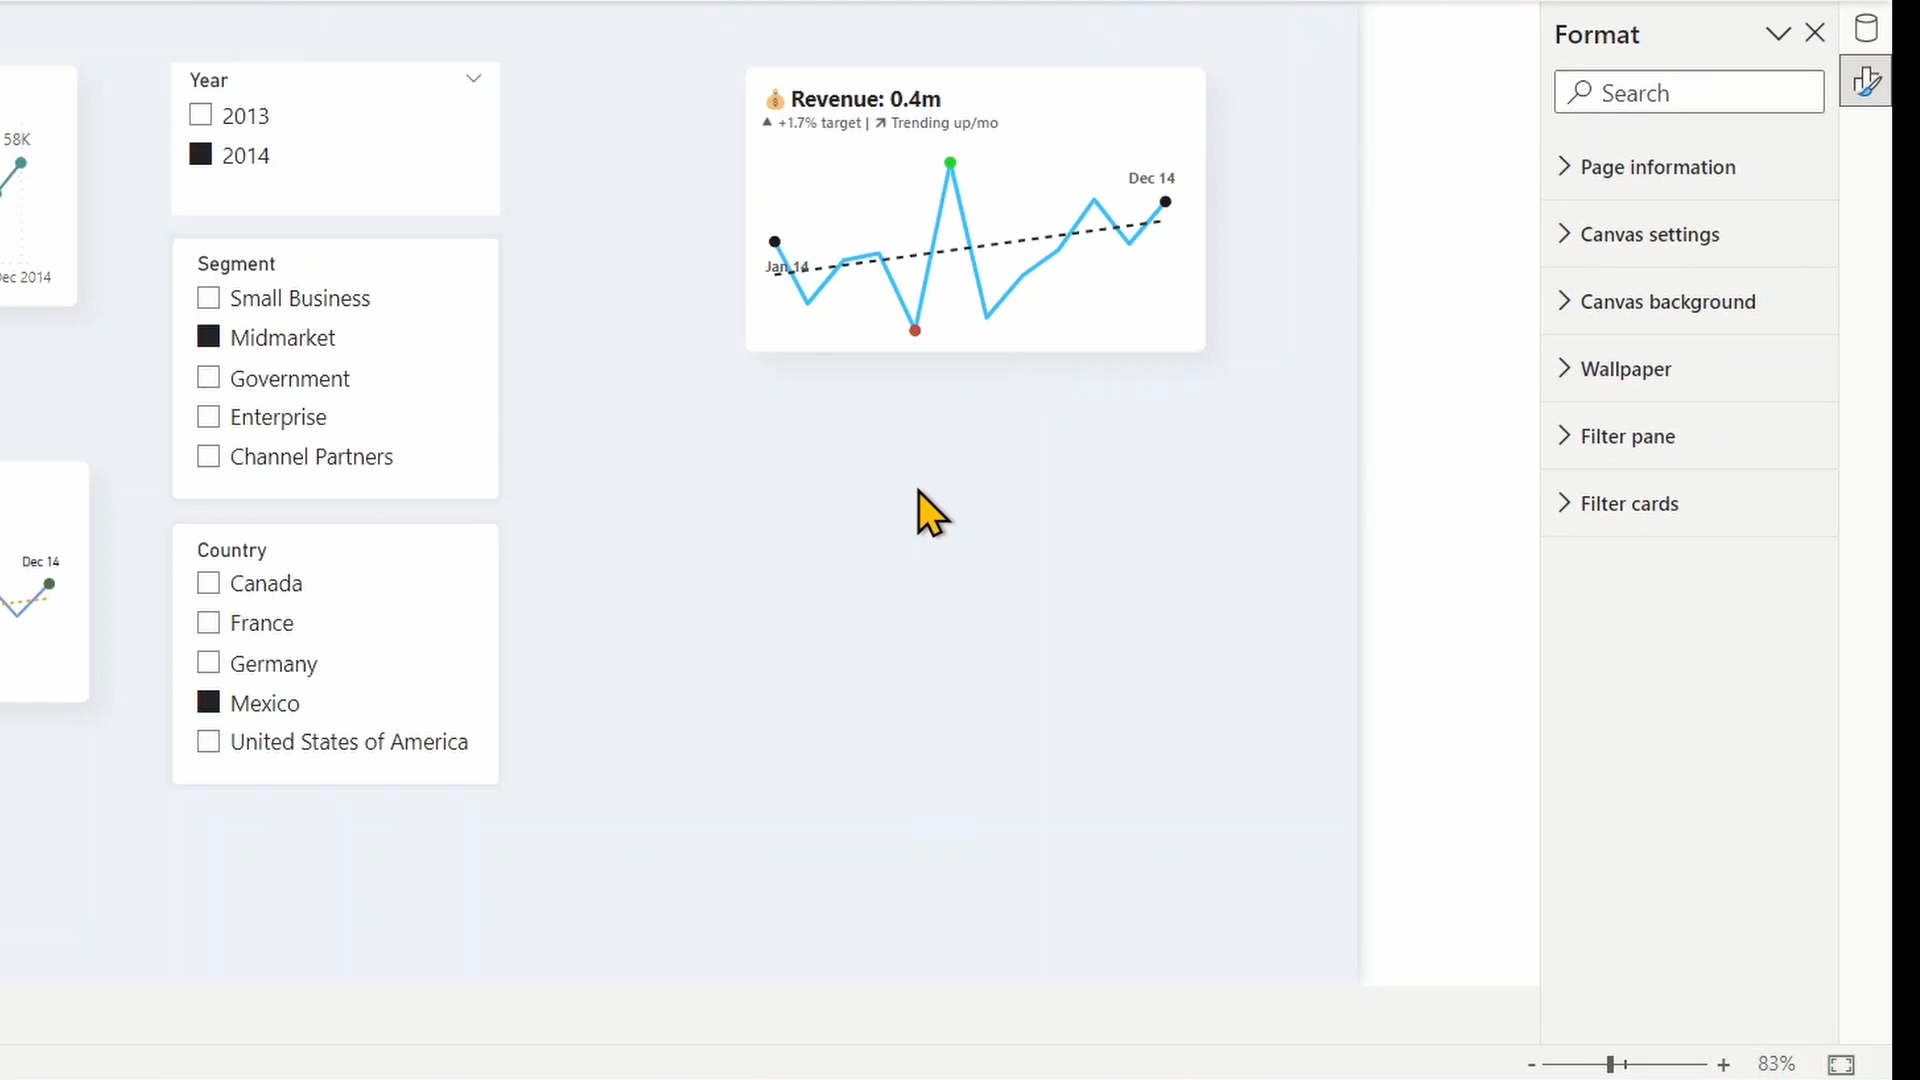 58K
Dec 2014
Dec 14
Year
2013
2014
Segment
Small Business
Midmarket
Government
Enterprise
Channel Partners
Country
Canada
France
Germany
Mexico
United States of America
💰 Revenue: 0.4m
▲ +1.7% target | ↗ Trending up/mo
Dec 14
Jan 14
Format
Search
Page information
Canvas settings
Canvas background
Wallpaper
Filter pane
Filter cards
- + 83%